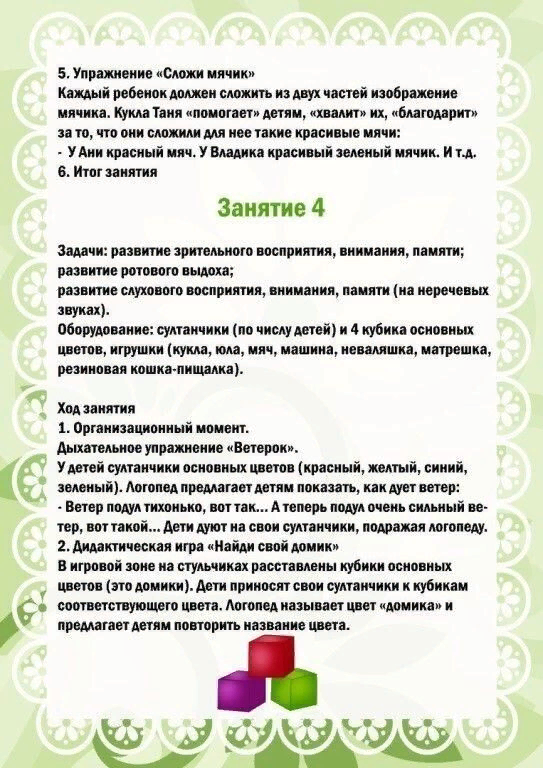 5. Упражнение «Сложи мячик»
Каждый ребенок должен сложить из двух частей изображение
мячика. Кукла Таня «помогает» детям, «хвалит» их, «благодарит»
за то, что они сложили для нее такие красивые мячи:
- У Ани красный мяч. У Владика красивый зеленый мячик. И т.д.
6. Итог занятия
Занятие 4
Задачи: развитие зрительного восприятия, внимания, памяти;
развитие ротового выдоха;
развитие слухового восприятия, внимания, памяти (на неречевых
звуках).
Оборудование: султанчики (по числу детей) и 4 кубика основных
цветов, игрушки (кукла, юла, мяч, машина, неваляшка, матрешка,
резиновая кошка-пищалка).
Ход занятия
1. Организационный момент.
Дыхательное упражнение «Ветерок».
У детей султанчики основных цветов (красный, желтый, синий,
зеленый). Логопед предлагает детям показать, как дует ветер:
- Ветер подул тихонько, вот так... А теперь подул очень сильный ве-
тер, вот такой... Дети дуют на свои султанчики, подражая логопеду.
2. Дидактическая игра «Найди свой домик»
В игровой зоне на стульчиках расставлены кубики основных
цветов (это домики). Дети приносят свои султанчики к кубикам
соответствующего цвета. Логопед называет цвет «домика» и
предлагает детям повторить название цвета.